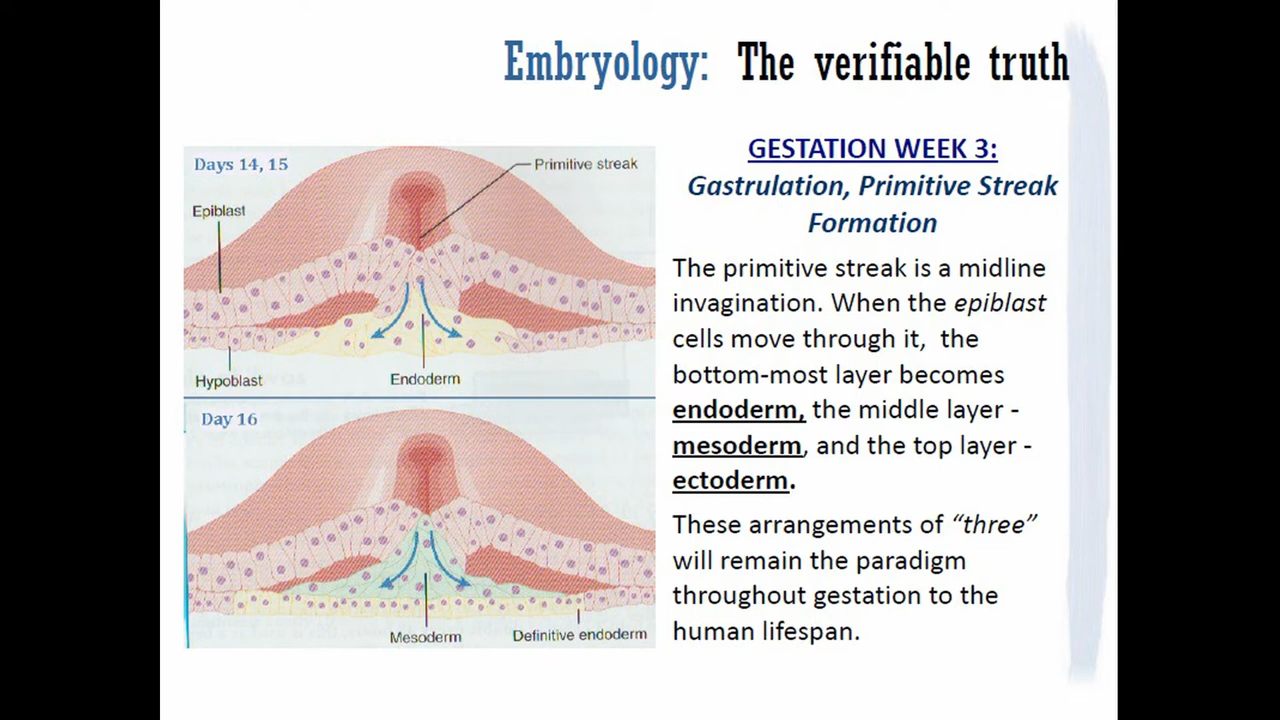 Embryology: The verifiable truth
Days 14, 15
Primitive streak
Epiblast
Hypoblast
Endoderm
Day 16
Mesoderm
Definitive endoderm
GESTATION WEEK 3:
Gastrulation, Primitive Streak
Formation
The primitive streak is a midline
invagination. When the epiblast
cells move through it, the
bottom-most layer becomes
endoderm, the middle layer -
mesoderm, and the top layer -
ectoderm.
These arrangements of “three”
will remain the paradigm
throughout gestation to the
human lifespan.